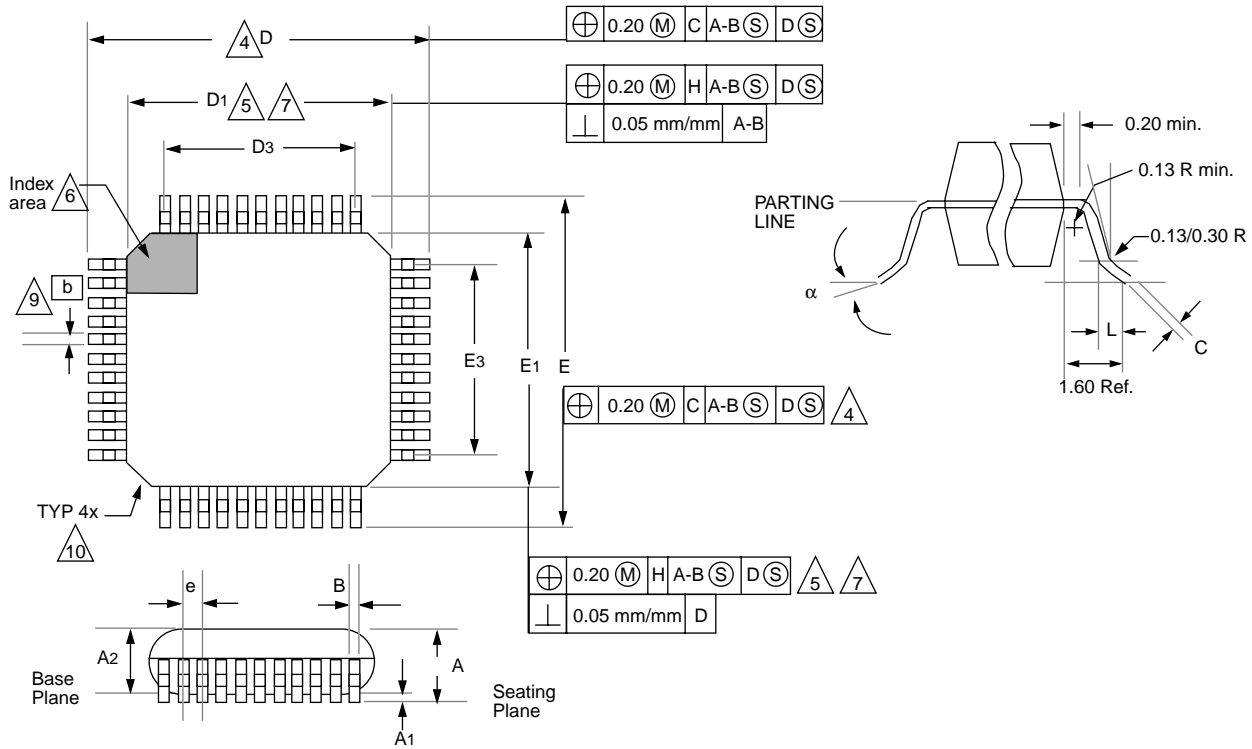 4 D
⌖ 0.20 Ⓜ C A-B Ⓢ D Ⓢ
D1 5 7
⌖ 0.20 Ⓜ H A-B Ⓢ D Ⓢ
⊥ 0.05 mm/mm A-B
D3
Index
area 6
9 b
E3
E1
E
⌖ 0.20 Ⓜ C A-B Ⓢ D Ⓢ 4
TYP 4x
10
⌖ 0.20 Ⓜ H A-B Ⓢ D Ⓢ 5 7
⊥ 0.05 mm/mm D
0.20 min.
0.13 R min.
PARTING
LINE
0.13/0.30 R
α
L
C
1.60 Ref.
e
B
A2
A
Base
Plane
Seating
Plane
A1